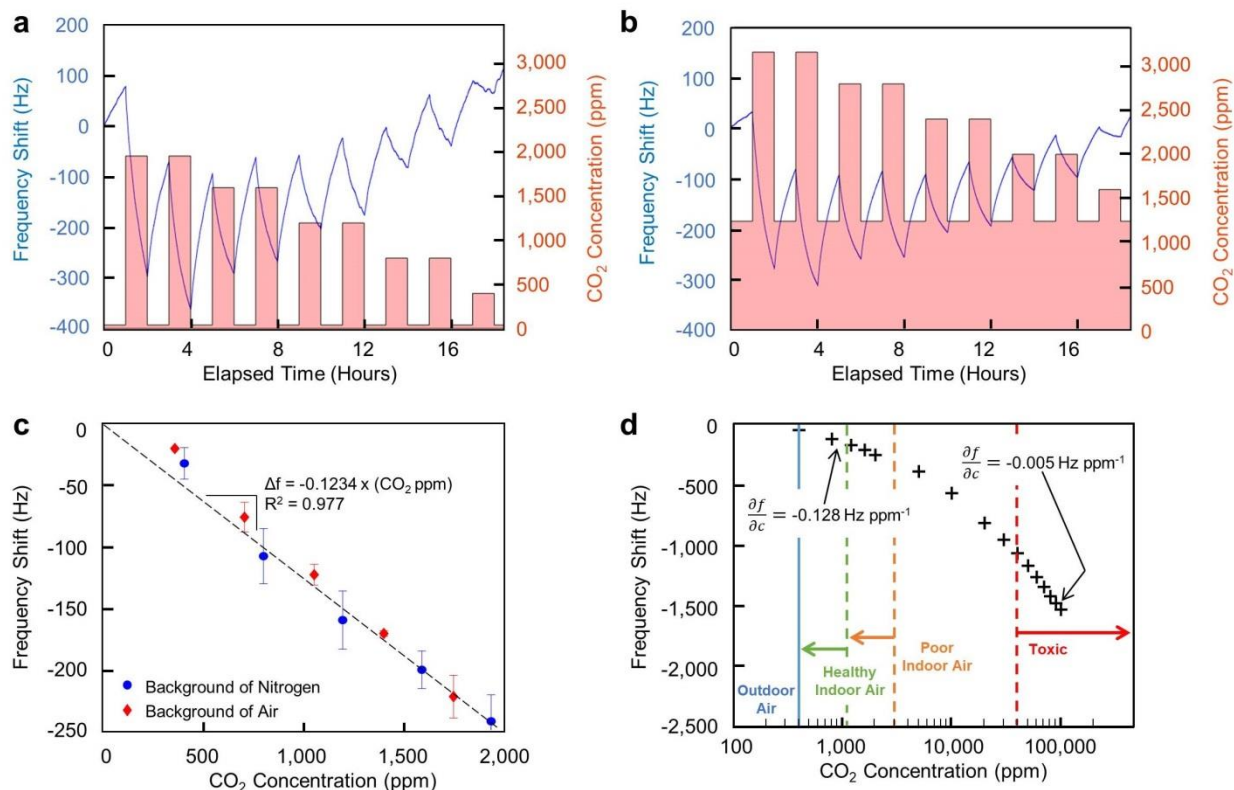 a
200
100
0
-100
-200
-300
-400
Frequency Shift (Hz)
3,000
2,500
2,000
1,500
1,000
500
0
CO₂ Concentration (ppm)
0 4 8 12 16
Elapsed Time (Hours)
b
200
100
0
-100
-200
-300
-400
Frequency Shift (Hz)
3,000
2,500
2,000
1,500
1,000
500
0
CO₂ Concentration (ppm)
0 4 8 12 16
Elapsed Time (Hours)
c
0
-50
-100
-150
-200
-250
Frequency Shift (Hz)
Δf = -0.1234 x (CO₂ ppm)
R² = 0.977
Background of Nitrogen
Background of Air
0 500 1,000 1,500 2,000
CO₂ Concentration (ppm)
d
0
-500
-1,000
-1,500
-2,000
-2,500
Frequency Shift (Hz)
∂f/∂c = -0.128 Hz ppm⁻¹
∂f/∂c = -0.005 Hz ppm⁻¹
Outdoor
Air
Healthy
Indoor Air
Poor
Indoor Air
Toxic
100 1,000 10,000 100,000
CO₂ Concentration (ppm)